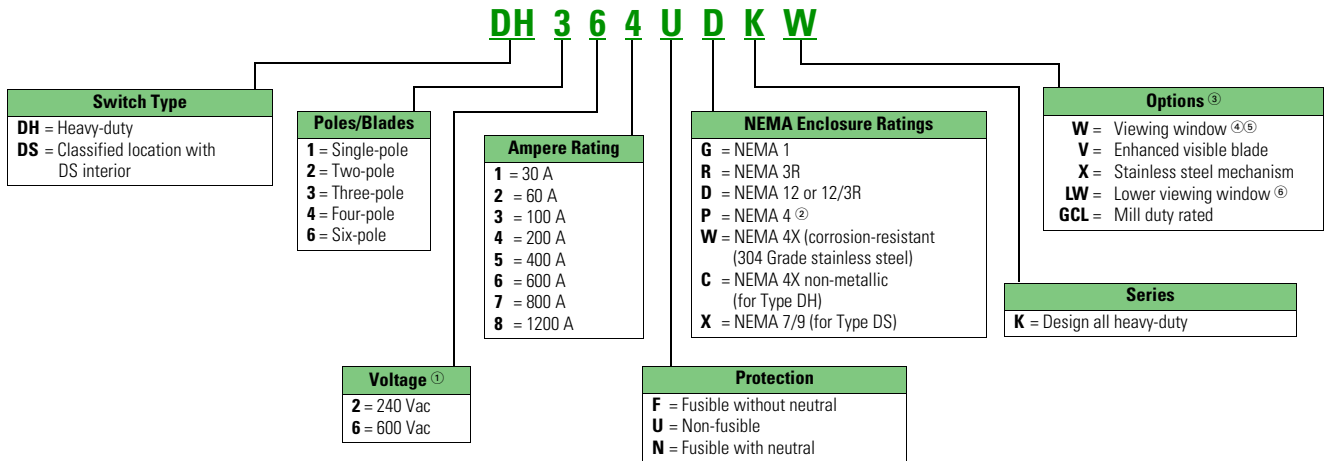 DH 3 6 4 U D K W
Switch Type
DH = Heavy-duty
DS = Classified location with
DS interior
Poles/Blades
1 = Single-pole
2 = Two-pole
3 = Three-pole
4 = Four-pole
6 = Six-pole
Voltage ①
2 = 240 Vac
6 = 600 Vac
Ampere Rating
1 = 30 A
2 = 60 A
3 = 100 A
4 = 200 A
5 = 400 A
6 = 600 A
7 = 800 A
8 = 1200 A
Protection
F = Fusible without neutral
U = Non-fusible
N = Fusible with neutral
NEMA Enclosure Ratings
G = NEMA 1
R = NEMA 3R
D = NEMA 12 or 12/3R
P = NEMA 4 ②
W = NEMA 4X (corrosion-resistant
(304 Grade stainless steel)
C = NEMA 4X non-metallic
(for Type DH)
X = NEMA 7/9 (for Type DS)
Series
K = Design all heavy-duty
Options ③
W = Viewing window ④⑤
V = Enhanced visible blade
X = Stainless steel mechanism
LW = Lower viewing window ⑥
GCL = Mill duty rated